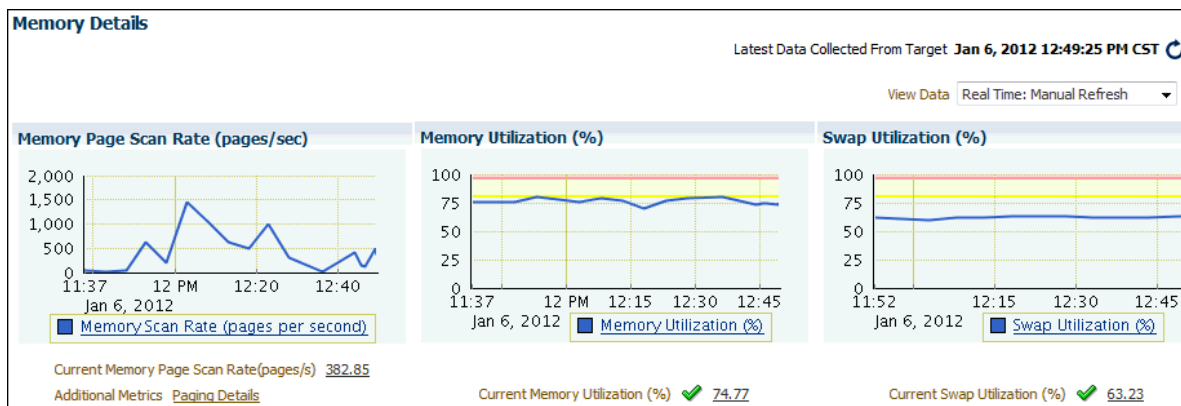 Memory Details
Latest Data Collected From Target Jan 6, 2012 12:49:25 PM CST
View Data Real Time: Manual Refresh
Memory Page Scan Rate (pages/sec)
2,000
1,500
1,000
500
0
11:37 12 PM 12:20 12:40
Jan 6, 2012
Memory Scan Rate (pages per second)
Current Memory Page Scan Rate(pages/s) 382.85
Additional Metrics Paging Details
Memory Utilization (%)
100
75
50
25
0
11:37 12 PM 12:15 12:30 12:45
Jan 6, 2012
Memory Utilization (%)
Current Memory Utilization (%) 74.77
Swap Utilization (%)
100
75
50
25
0
11:52 12:15 12:30 12:45
Jan 6, 2012
Swap Utilization (%)
Current Swap Utilization (%) 63.23